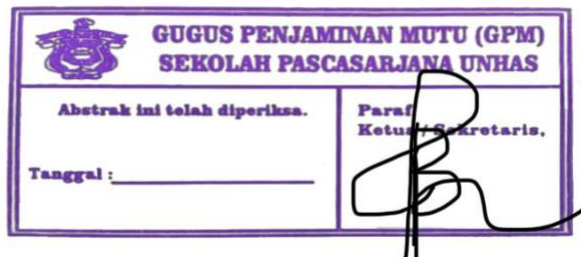 GUGUS PENJAMINAN MUTU (GPM)
SEKOLAH PASCASARJANA UNHAS
Abstrak ini telah diperiksa.
Tanggal :
Paraf
Ketua / Sekretaris,